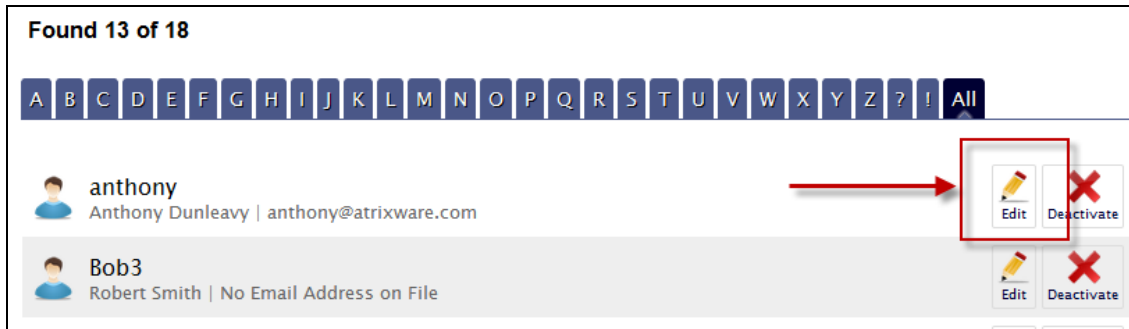 Found 13 of 18
A B C D E F G H I J K L M N O P Q R S T U V W X Y Z ? ! All
anthony
Anthony Dunleavy | anthony@atrixware.com
Edit Deactivate
Bob3
Robert Smith | No Email Address on File
Edit Deactivate